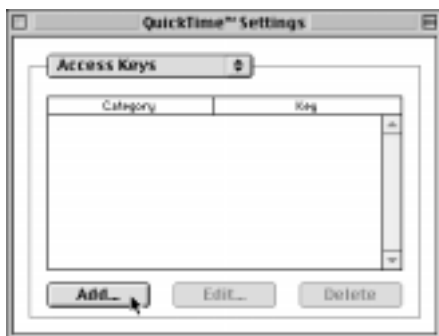 QuickTime™ Settings
Access Keys
Category Key
Add... Edit... Delete